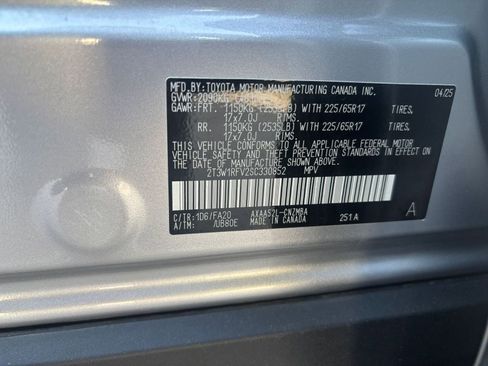 MFD.BY:TOYOTA MOTOR MANUFACTURING CANADA INC. 04/25
GVWR:2090KG
GAWR:FRT. 1150KG (2535LB) WITH 225/65R17 TIRES,
17x7.0J RIMS,
RR. 1150KG (2535LB) WITH 225/65R17 TIRES,
17x7.0J RIMS,
THIS VEHICLE CONFORMS TO ALL APPLICABLE FEDERAL MOTOR
VEHICLE SAFETY AND THEFT PREVENTION STANDARDS IN
EFFECT ON THE DATE OF MANUFACTURE SHOWN ABOVE.
2T3W1RFV2SC330852 MPV
C/TR:1D6/FA20 AXAA52L-CNZMBA
A/TM: /UB80E MADE IN CANADA 251A A